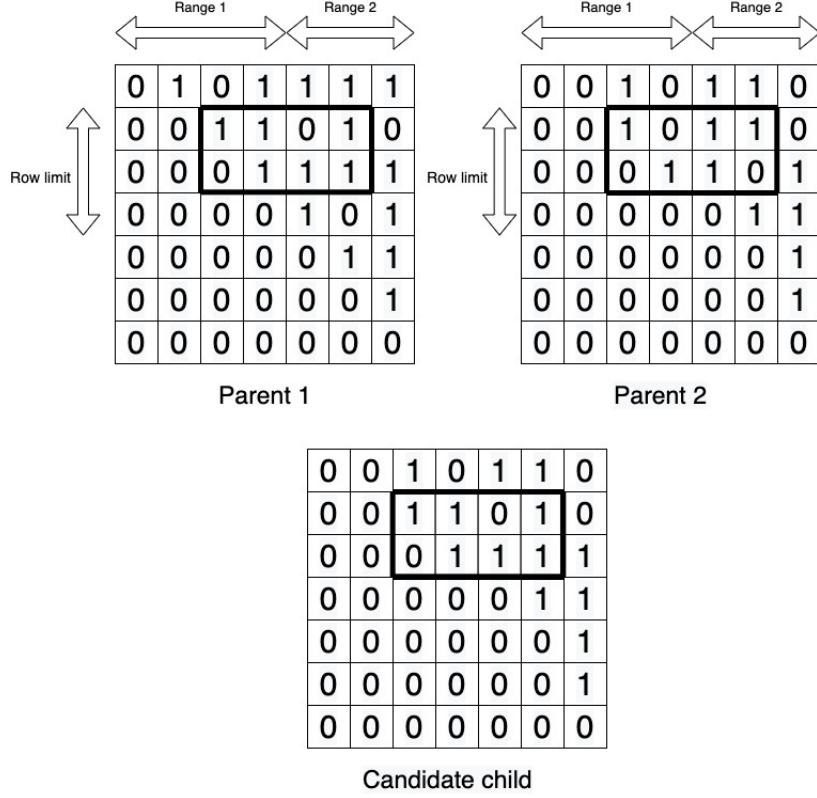 Range 1 Range 2 Range 1 Range 2
0 1 0 1 1 1 1 0 0 1 0 1 1 0
0 0 1 1 0 1 0 0 0 1 0 1 1 0
Row limit 0 0 0 1 1 1 1 Row limit 0 0 0 1 1 0 1
0 0 0 0 1 0 1 0 0 0 0 0 1 1
0 0 0 0 0 1 1 0 0 0 0 0 0 1
0 0 0 0 0 0 1 0 0 0 0 0 0 1
0 0 0 0 0 0 0 0 0 0 0 0 0 0
Parent 1 Parent 2
0 0 1 0 1 1 0
0 0 1 1 0 1 0
0 0 0 1 1 1 1
0 0 0 0 0 1 1
0 0 0 0 0 0 1
0 0 0 0 0 0 1
0 0 0 0 0 0 0
Candidate child